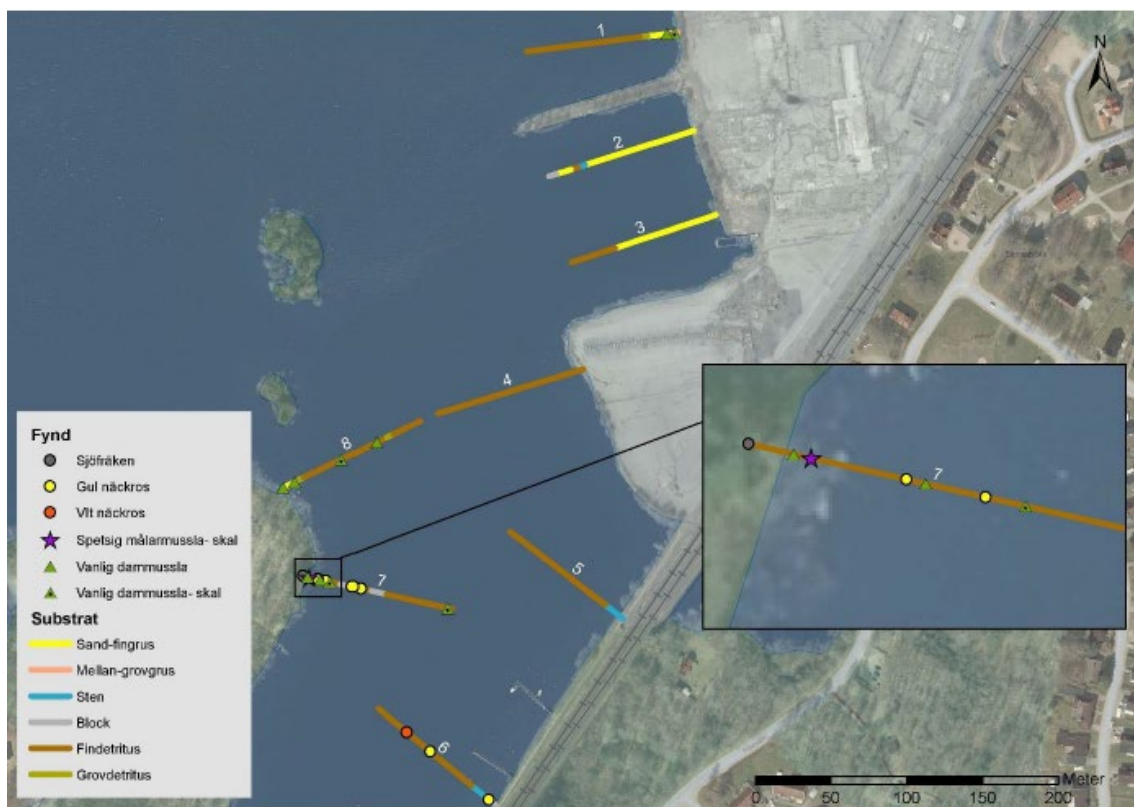 1
N
2
3
4
8
7
7
5
6
Fynd
Sjöfräken
Gul näckros
Vit näckros
Spetsig målarmussla- skal
Vanlig dammussla
Vanlig dammussla- skal
Substrat
Sand-fingrus
Mellan-grovgrus
Sten
Block
Findetritus
Grovdetritus
Meter
0 50 100 150 200